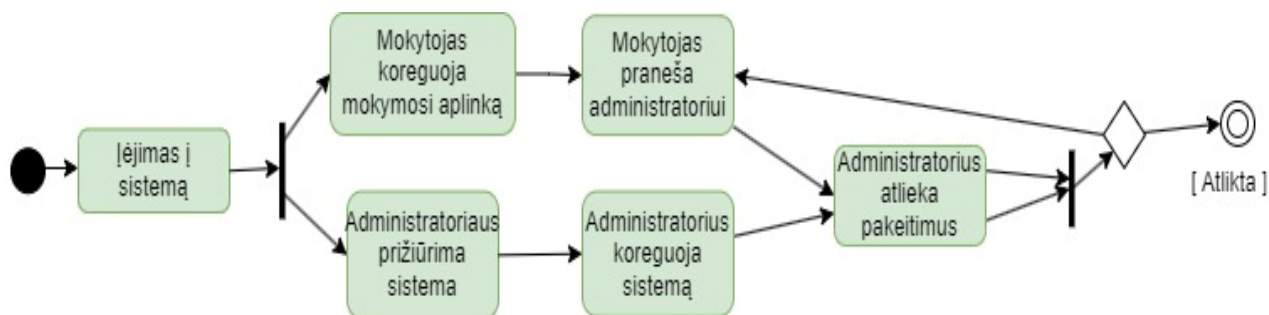 Įėjimas į
sistemą
Mokytojas
koreguoja
mokymosi aplinką
Mokytojas
praneša
administratoriui
Administratoriaus
prižiūrima
sistema
Administratorius
koreguoja
sistemą
Administratorius
atlieka
pakeitimus
[ Atlikta ]